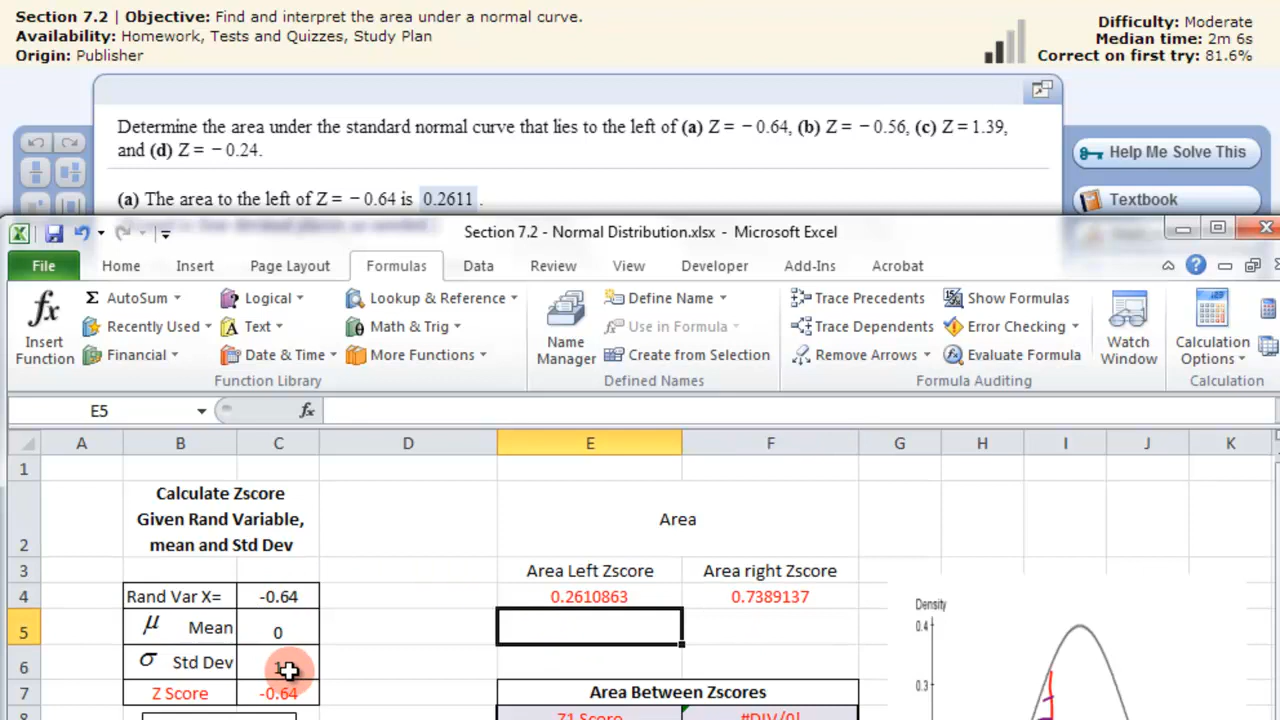 Section 7.2 | Objective: Find and interpret the area under a normal curve.
Availability: Homework, Tests and Quizzes, Study Plan
Origin: Publisher
Difficulty: Moderate
Median time: 2m 6s
Correct on first try: 81.6%
Determine the area under the standard normal curve that lies to the left of (a) Z = − 0.64, (b) Z = − 0.56, (c) Z = 1.39,
and (d) Z = − 0.24.
(a) The area to the left of Z = − 0.64 is 0.2611 .
Help Me Solve This
Textbook
Section 7.2 - Normal Distribution.xlsx - Microsoft Excel
File Home Insert Page Layout Formulas Data Review View Developer Add-Ins Acrobat
fx Insert Function
Σ AutoSum
Recently Used
Financial
Logical
Text
Date & Time
Lookup & Reference
Math & Trig
More Functions
Function Library
Name Manager
Define Name
Use in Formula
Create from Selection
Defined Names
Trace Precedents
Trace Dependents
Remove Arrows
Show Formulas
Error Checking
Evaluate Formula
Formula Auditing
Watch Window
Calculation Options
Calculation
E5 fx
A B C D E F G H I J K
1
Calculate Zscore
Given Rand Variable,
mean and Std Dev
2 Area
3 Area Left Zscore Area right Zscore
4 Rand Var X= -0.64 0.2610863 0.7389137
5 μ Mean 0
6 σ Std Dev 1
7 Z Score -0.64 Area Between Zscores
8 Z1 Score #DIV/0!
Density
0.4
0.3